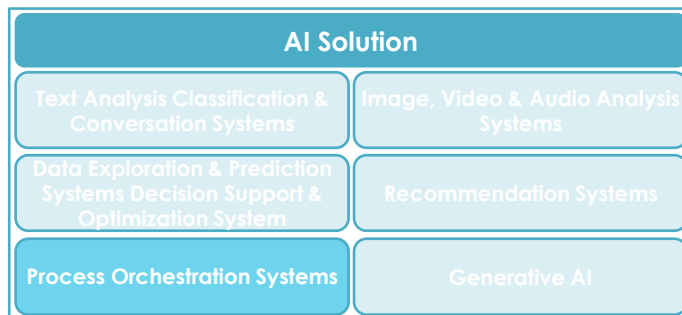 AI Solution
Text Analysis Classification &
Conversation Systems
Image, Video & Audio Analysis
Systems
Data Exploration & Prediction
Systems Decision Support &
Optimization System
Recommendation Systems
Process Orchestration Systems
Generative AI